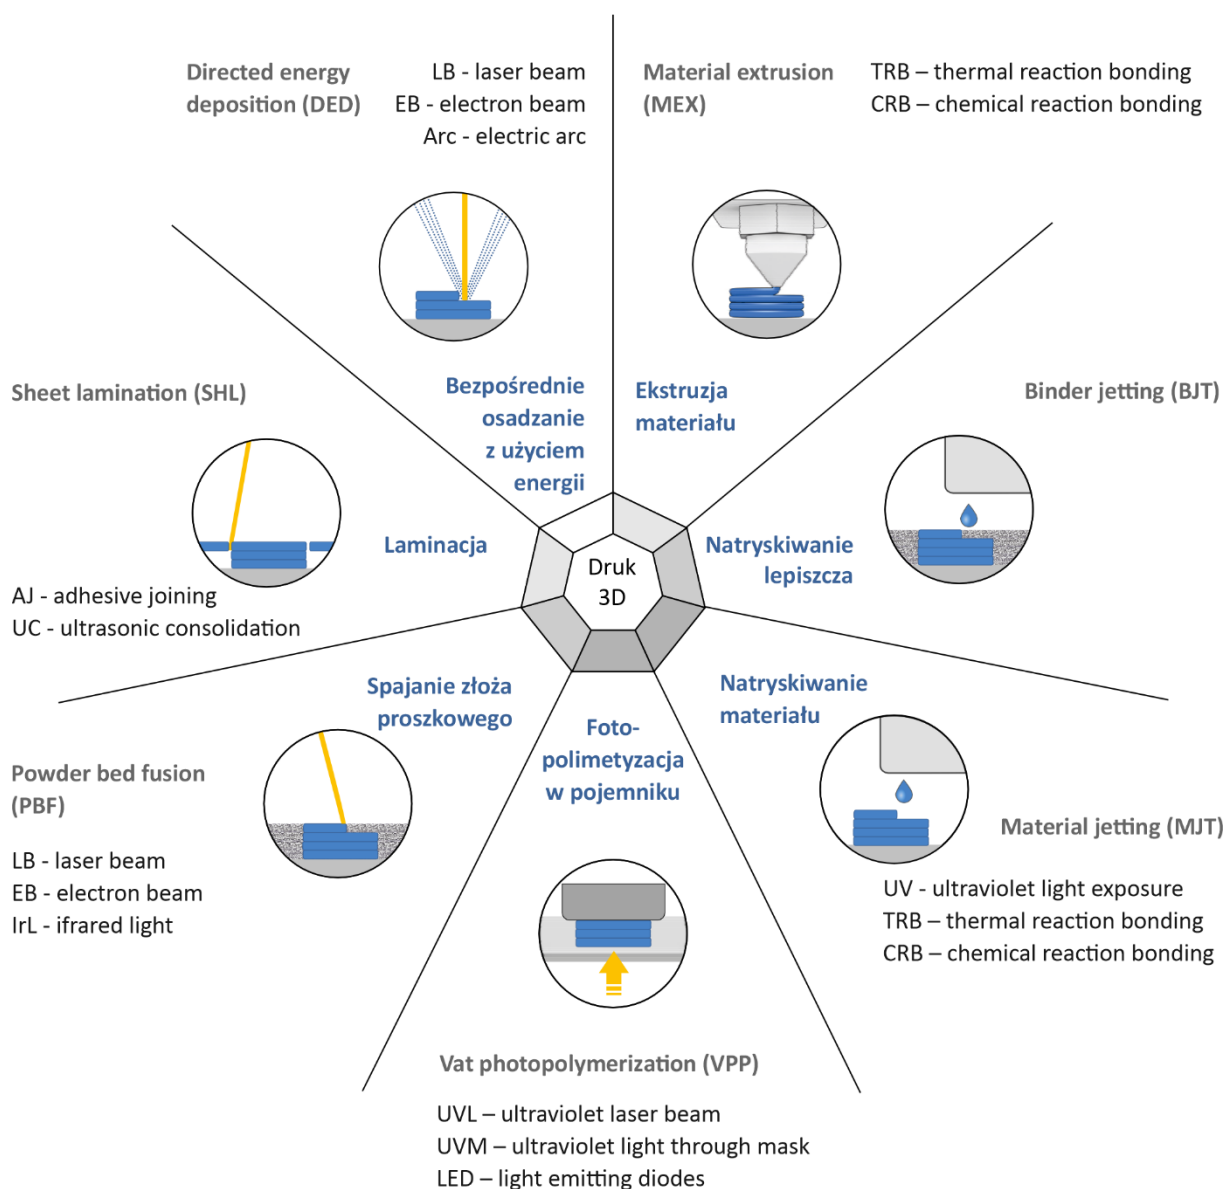 Directed energy
deposition (DED)
LB - laser beam
EB - electron beam
Arc - electric arc
Bezpośrednie
osadzanie
z użyciem
energii
Material extrusion
(MEX)
TRB – thermal reaction bonding
CRB – chemical reaction bonding
Ekstruzja
materiału
Binder jetting (BJT)
Natryskiwanie
lepiszcza
Natryskiwanie
materiału
Material jetting (MJT)
UV - ultraviolet light exposure
TRB – thermal reaction bonding
CRB – chemical reaction bonding
Foto-
polimetyzacja
w pojemniku
Vat photopolymerization (VPP)
UVL – ultraviolet laser beam
UVM – ultraviolet light through mask
LED – light emitting diodes
Spajanie złoża
proszkowego
Powder bed fusion
(PBF)
LB - laser beam
EB - electron beam
IrL - ifrared light
Sheet lamination (SHL)
Laminacja
AJ - adhesive joining
UC - ultrasonic consolidation
Druk
3D